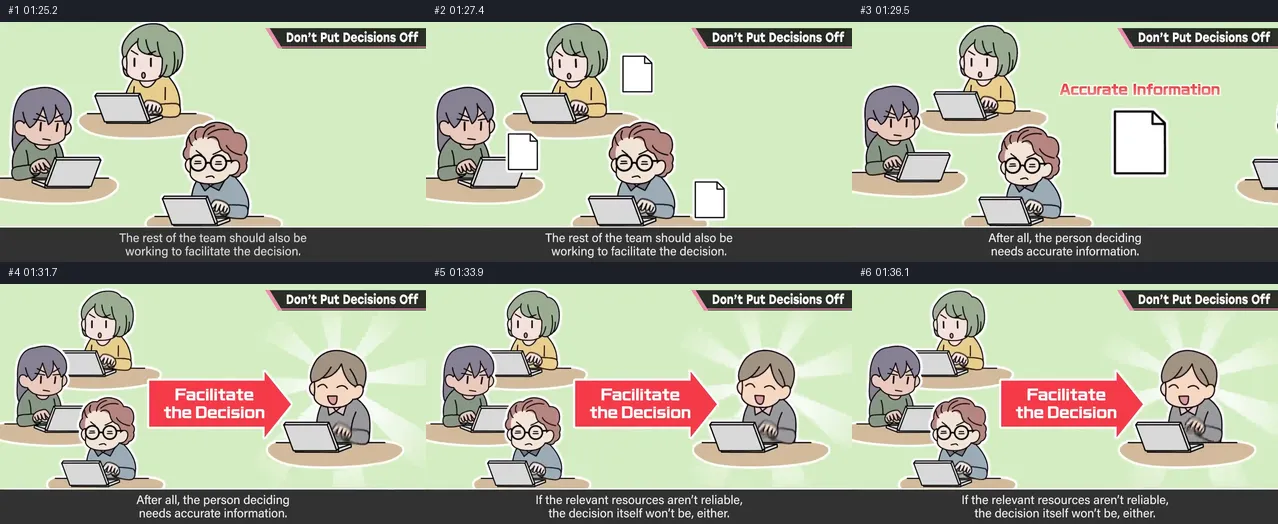 #1 01:25.2
Don't Put Decisions Off
The rest of the team should also be
working to facilitate the decision.
#2 01:27.4
Don't Put Decisions Off
The rest of the team should also be
working to facilitate the decision.
#3 01:29.5
Don't Put Decisions Off
Accurate Information
After all, the person deciding
needs accurate information.
#4 01:31.7
Don't Put Decisions Off
Facilitate
the Decision
After all, the person deciding
needs accurate information.
#5 01:33.9
Don't Put Decisions Off
Facilitate
the Decision
If the relevant resources aren't reliable,
the decision itself won't be, either.
#6 01:36.1
Don't Put Decisions Off
Facilitate
the Decision
If the relevant resources aren't reliable,
the decision itself won't be, either.